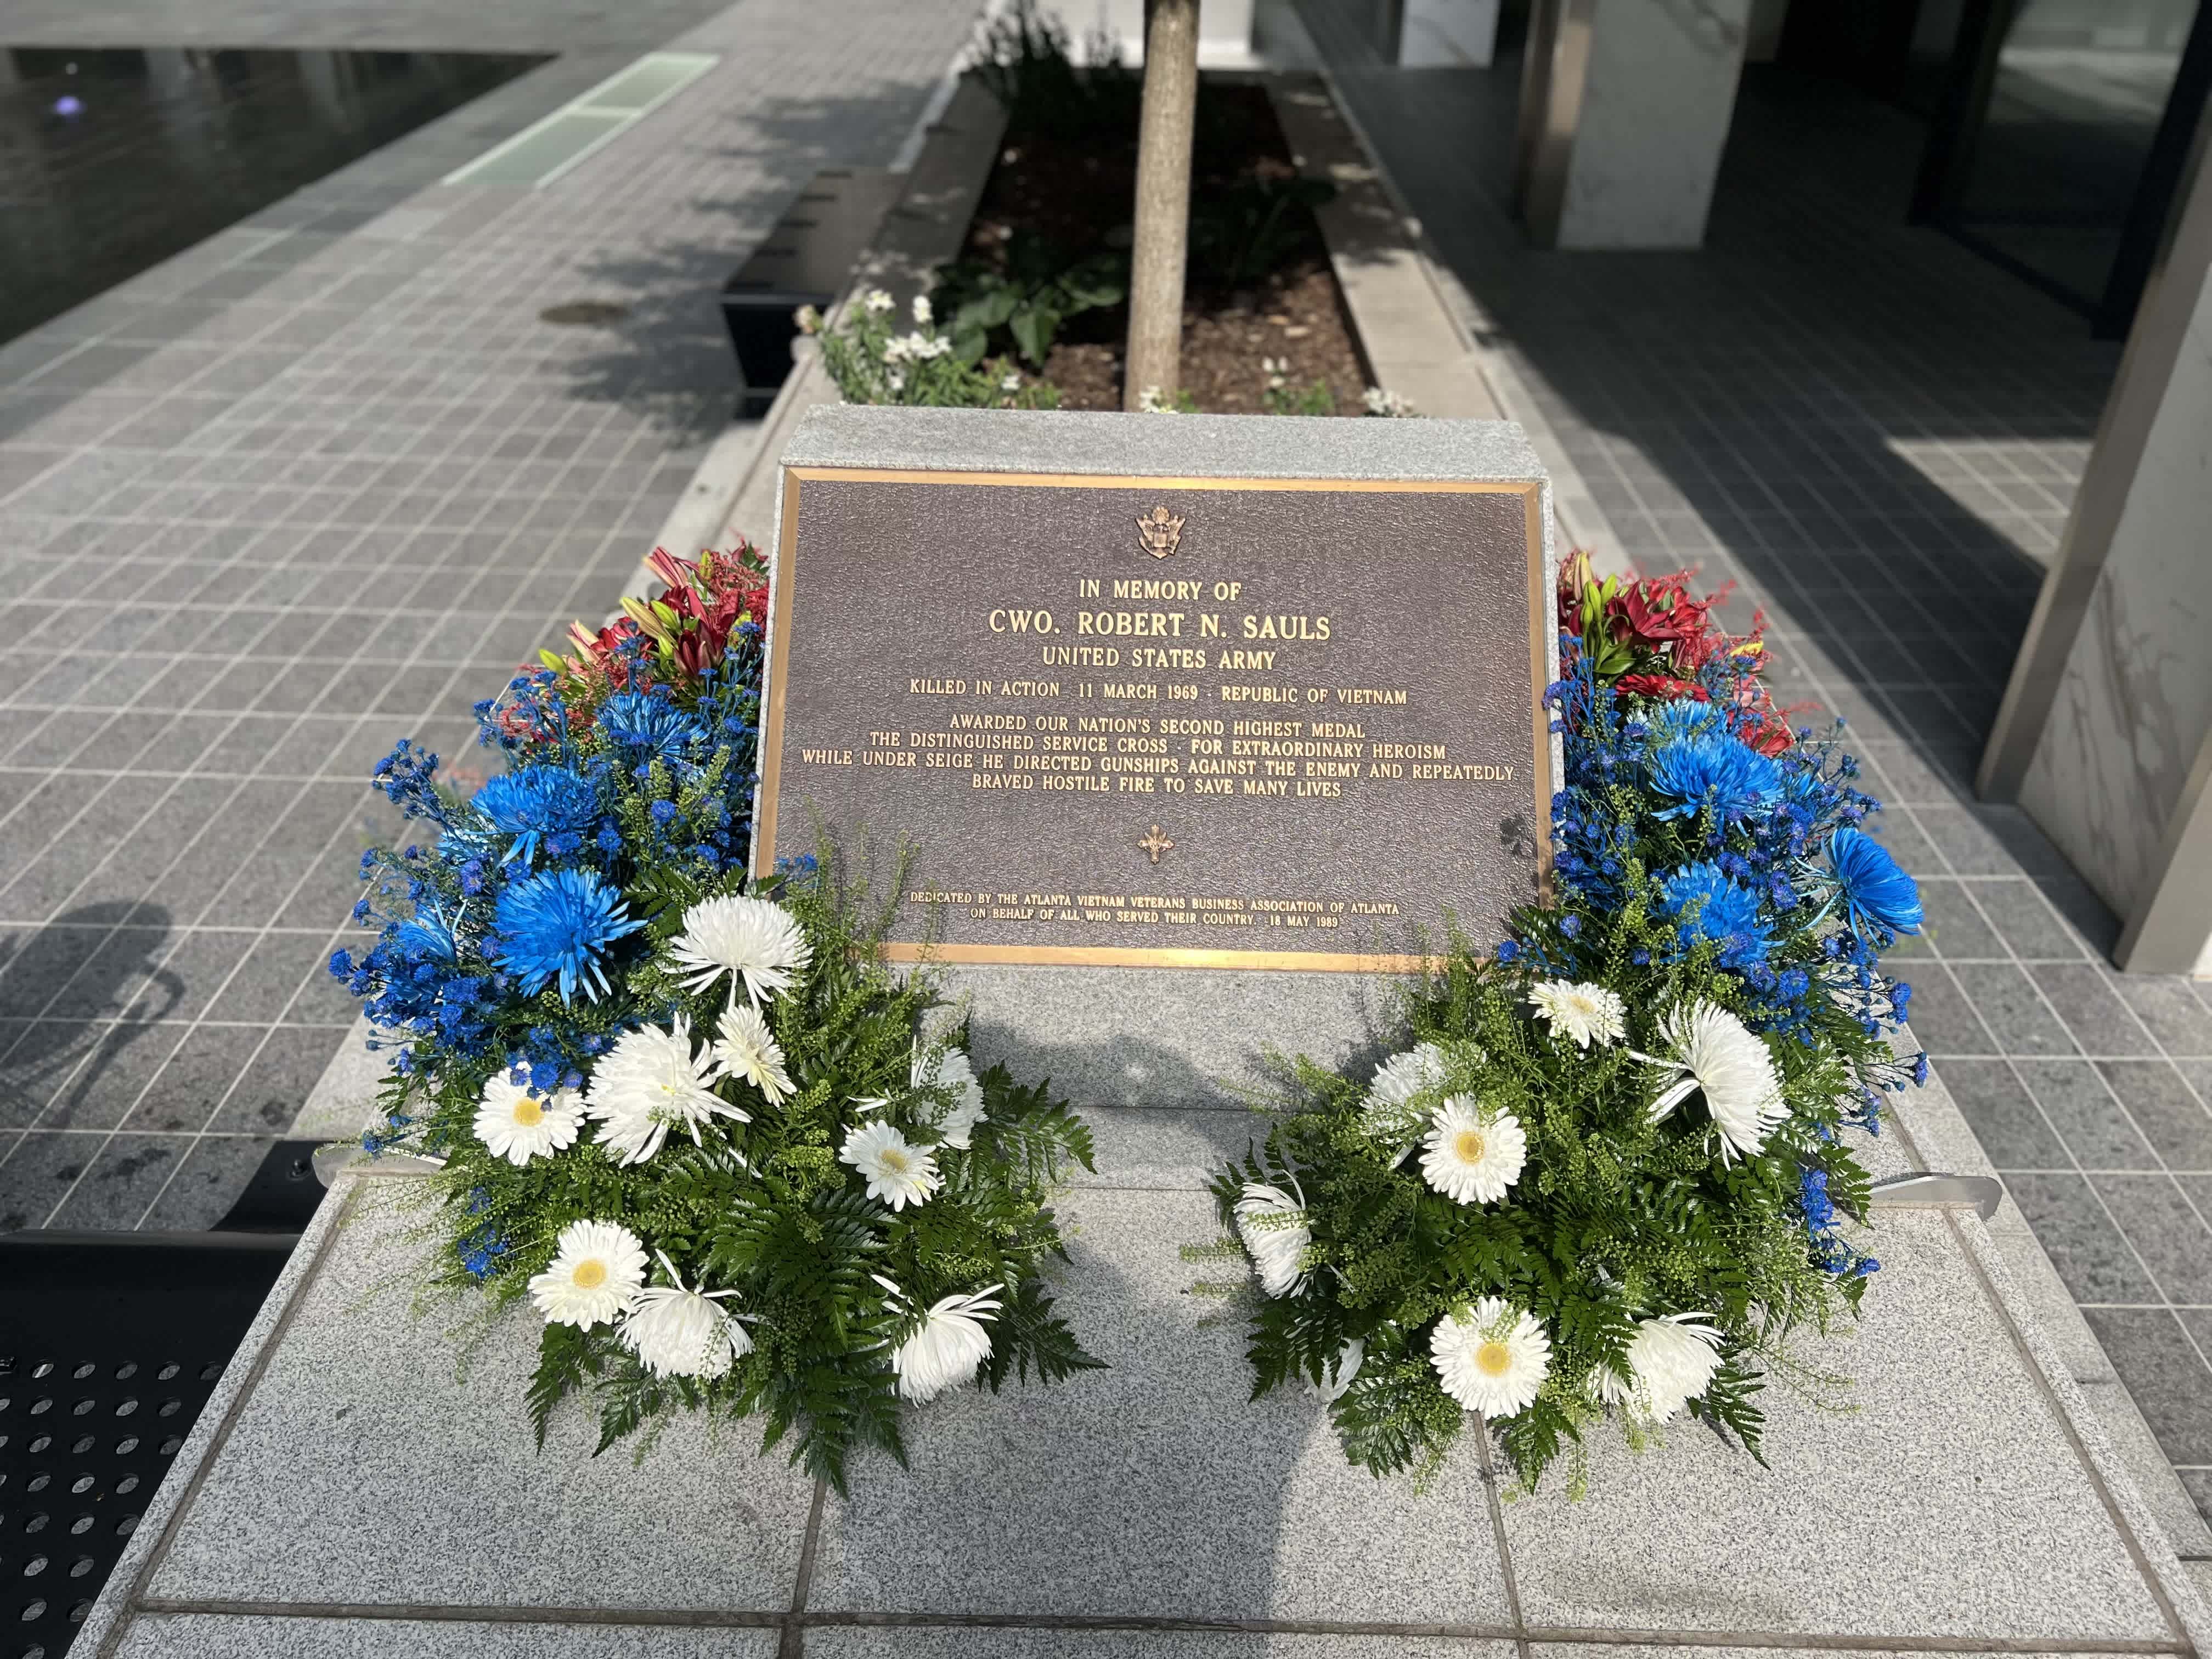 IN MEMORY OF
CWO. ROBERT N. SAULS
UNITED STATES ARMY
KILLED IN ACTION 11 MARCH 1969 · REPUBLIC OF VIETNAM
AWARDED OUR NATION'S SECOND HIGHEST MEDAL
THE DISTINGUISHED SERVICE CROSS · FOR EXTRAORDINARY HEROISM
WHILE UNDER SEIGE HE DIRECTED GUNSHIPS AGAINST THE ENEMY AND REPEATEDLY
BRAVED HOSTILE FIRE TO SAVE MANY LIVES
DEDICATED BY THE ATLANTA VIETNAM VETERANS BUSINESS ASSOCIATION OF ATLANTA
ON BEHALF OF ALL WHO SERVED THEIR COUNTRY. 18 MAY 1989